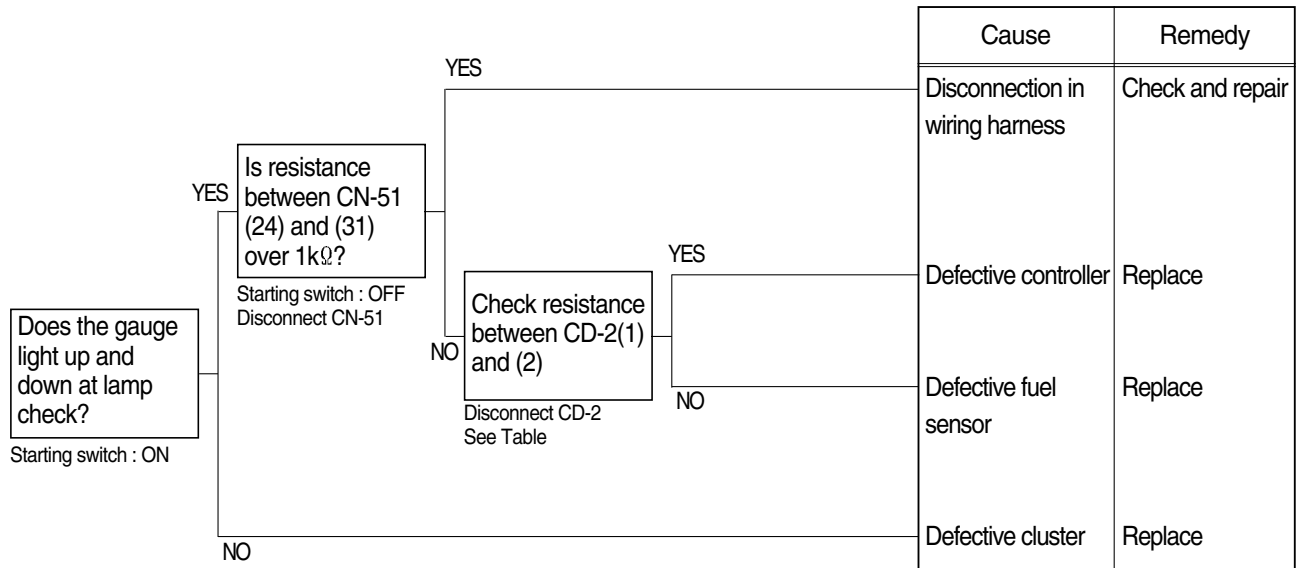 Cause
Remedy
YES
Disconnection in
wiring harness
Check and repair
Is resistance
between CN-51
(24) and (31)
over 1kΩ?
YES
Starting switch : OFF
Disconnect CN-51
YES
Defective controller
Replace
Check resistance
between CD-2(1)
and (2)
NO
Does the gauge
light up and
down at lamp
check?
Starting switch : ON
Disconnect CD-2
See Table
NO
Defective fuel
sensor
Replace
NO
Defective cluster
Replace